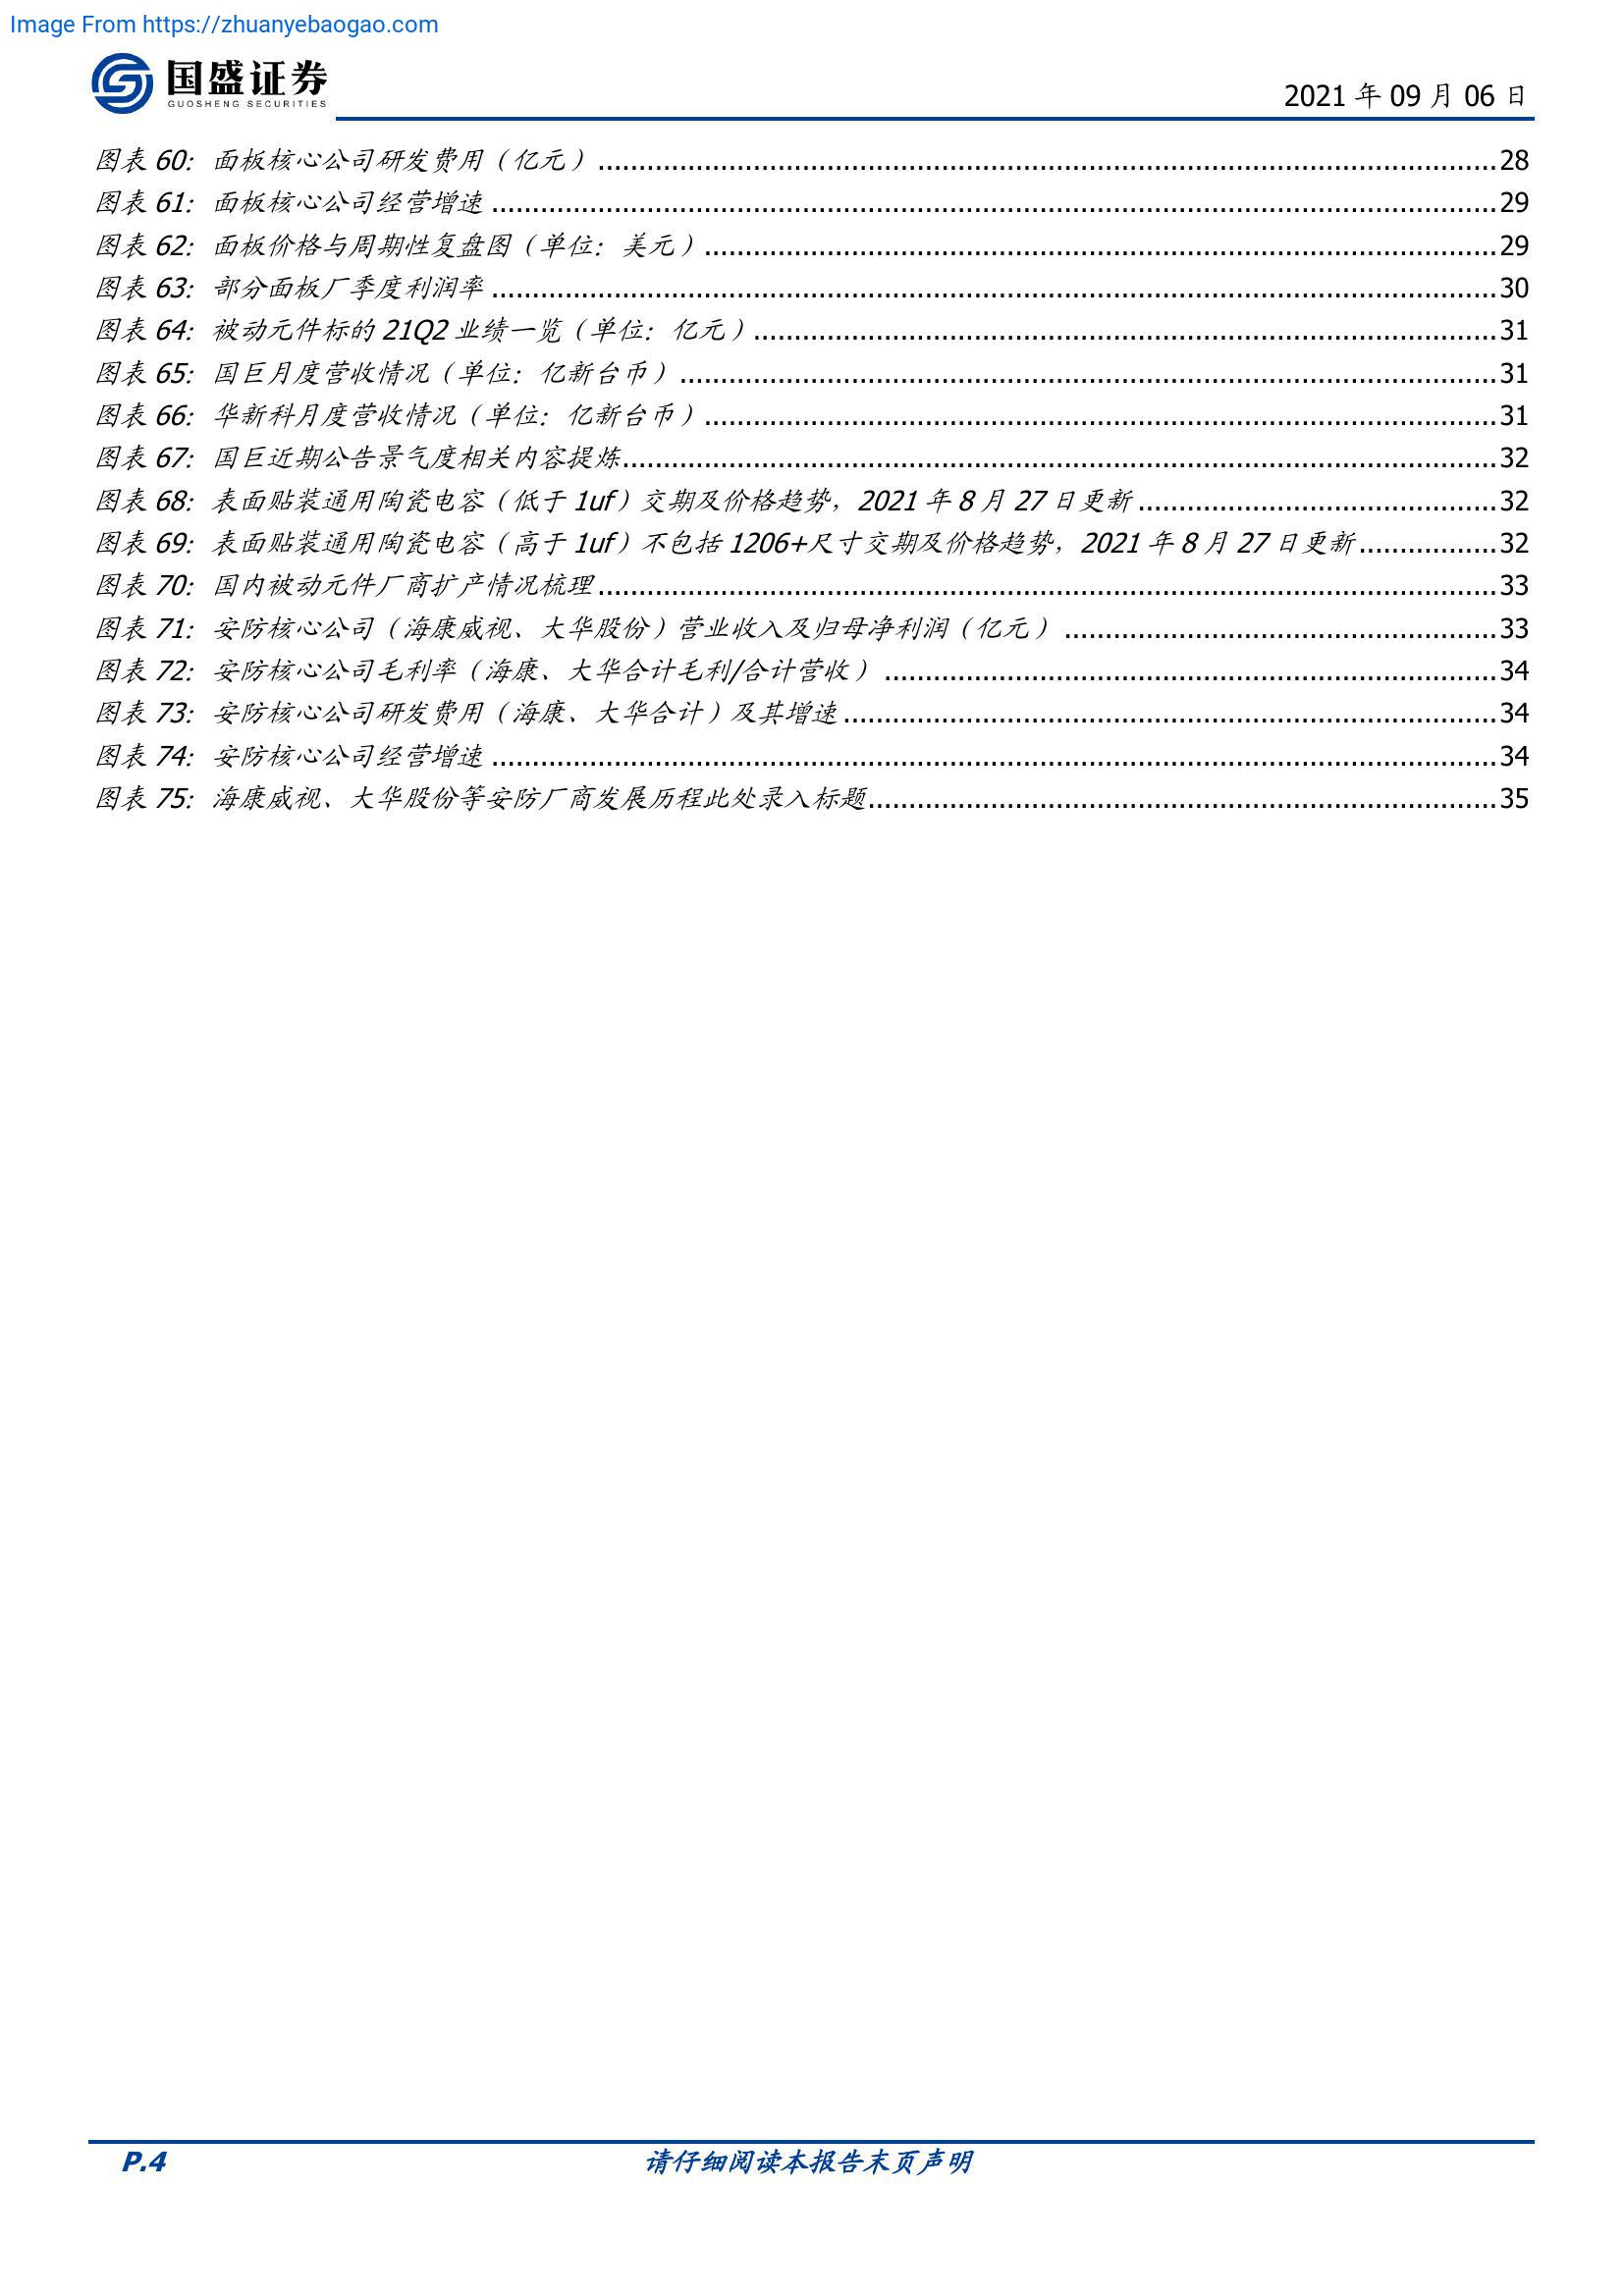 Image From https://zhuanyebaogao.com
国盛证券
GUOSHENG SECURITIES
2021 年 09 月 06 日
图表 60: 面板核心公司研发费用（亿元）........28
图表 61: 面板核心公司经营增速........29
图表 62: 面板价格与周期性复盘图（单位：美元）........29
图表 63: 部分面板厂季度利润率........30
图表 64: 被动元件标的 21Q2 业绩一览（单位：亿元）........31
图表 65: 国巨月度营收情况（单位：亿新台币）........31
图表 66: 华新科月度营收情况（单位：亿新台币）........31
图表 67: 国巨近期公告景气度相关内容提炼........32
图表 68: 表面贴装通用陶瓷电容（低于 1uf）交期及价格趋势，2021 年 8 月 27 日更新........32
图表 69: 表面贴装通用陶瓷电容（高于 1uf）不包括 1206+尺寸交期及价格趋势，2021 年 8 月 27 日更新........32
图表 70: 国内被动元件厂商扩产情况梳理........33
图表 71: 安防核心公司（海康威视、大华股份）营业收入及归母净利润（亿元）........33
图表 72: 安防核心公司毛利率（海康、大华合计毛利/合计营收）........34
图表 73: 安防核心公司研发费用（海康、大华合计）及其增速........34
图表 74: 安防核心公司经营增速........34
图表 75: 海康威视、大华股份等安防厂商发展历程此处录入标题........35
P.4
请仔细阅读本报告末页声明